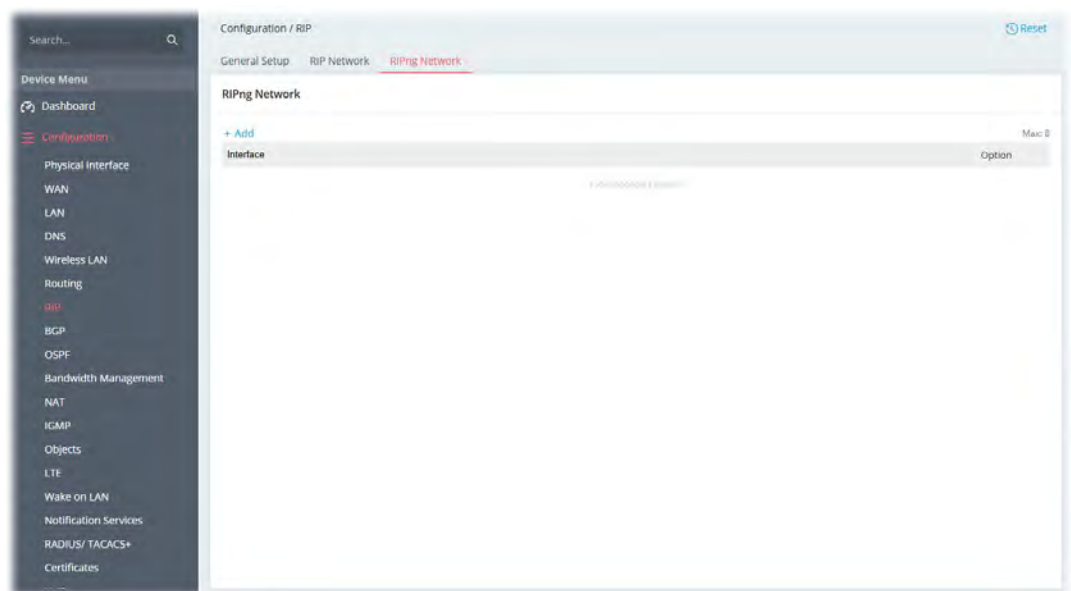 Configuration / RIP
Reset
Search...
General Setup RIP Network RIPng Network
Device Menu
RIPng Network
Dashboard
+ Add
Max: 8
Configuration
Interface Option
Physical Interface
WAN
LAN
DNS
Wireless LAN
Routing
RIP
BGP
OSPF
Bandwidth Management
NAT
IGMP
Objects
LTE
Wake on LAN
Notification Services
RADIUS/ TACACS+
Certificates